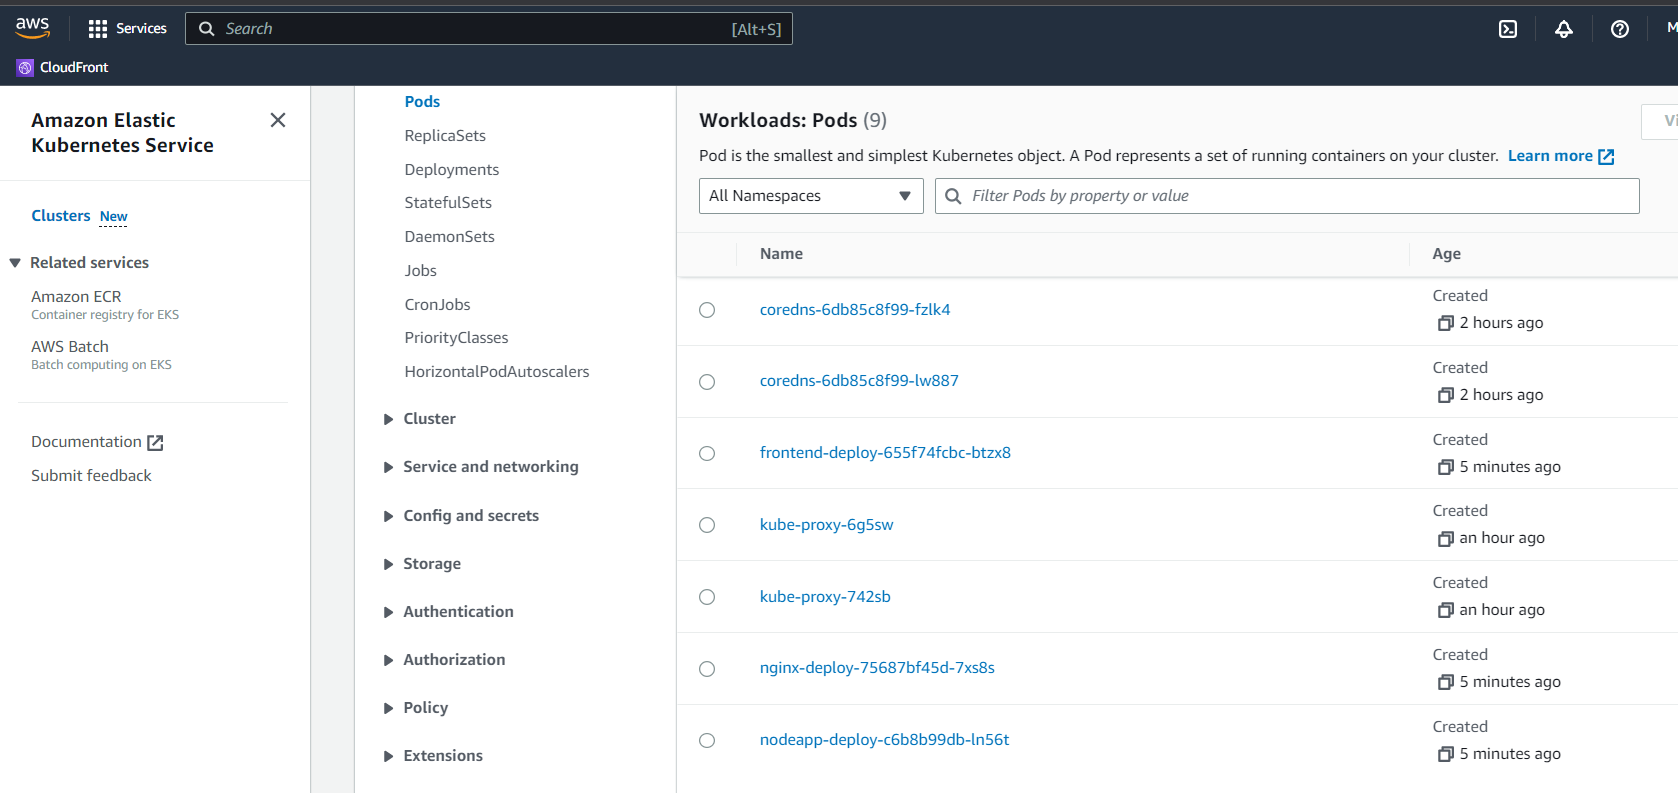 aws
Services
Search
[Alt+S]
CloudFront
Amazon Elastic
Kubernetes Service
Clusters New
Related services
Amazon ECR
Container registry for EKS
AWS Batch
Batch computing on EKS
Documentation
Submit feedback
Pods
ReplicaSets
Deployments
StatefulSets
DaemonSets
Jobs
CronJobs
PriorityClasses
HorizontalPodAutoscalers
Cluster
Service and networking
Config and secrets
Storage
Authentication
Authorization
Policy
Extensions
Workloads: Pods (9)
Pod is the smallest and simplest Kubernetes object. A Pod represents a set of running containers on your cluster. Learn more
All Namespaces
Filter Pods by property or value
Name
Age
coredns-6db85c8f99-fzlk4
Created
2 hours ago
coredns-6db85c8f99-lw887
Created
2 hours ago
frontend-deploy-655f74fcbc-btzx8
Created
5 minutes ago
kube-proxy-6g5sw
Created
an hour ago
kube-proxy-742sb
Created
an hour ago
nginx-deploy-75687bf45d-7xs8s
Created
5 minutes ago
nodeapp-deploy-c6b8b99db-ln56t
Created
5 minutes ago